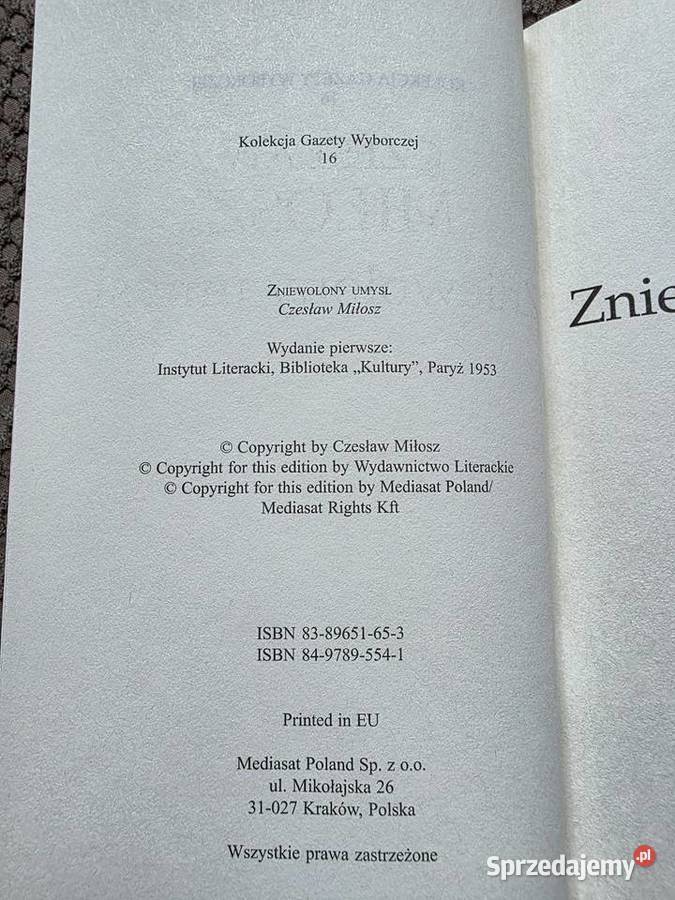 Kolekcja Gazety Wyborczej
16
ZNIEWOLONY UMYSŁ
Czesław Miłosz
Wydanie pierwsze:
Instytut Literacki, Biblioteka „Kultury”, Paryż 1953
© Copyright by Czesław Miłosz
© Copyright for this edition by Wydawnictwo Literackie
© Copyright for this edition by Mediasat Poland/
Mediasat Rights Kft
ISBN 83-89651-65-3
ISBN 84-9789-554-1
Printed in EU
Mediasat Poland Sp. z o.o.
ul. Mikołajska 26
31-027 Kraków, Polska
Wszystkie prawa zastrzeżone
Znie
Sprzedajemy.pl